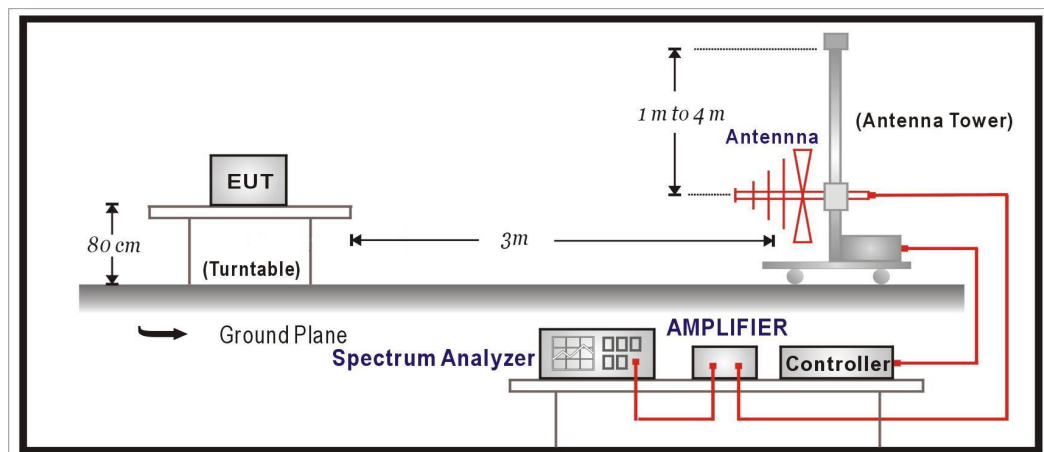 1 m to 4 m
(Antenna Tower)
Antennna
EUT
80 cm
3m
(Turntable)
Ground Plane
AMPLIFIER
Spectrum Analyzer
Controller